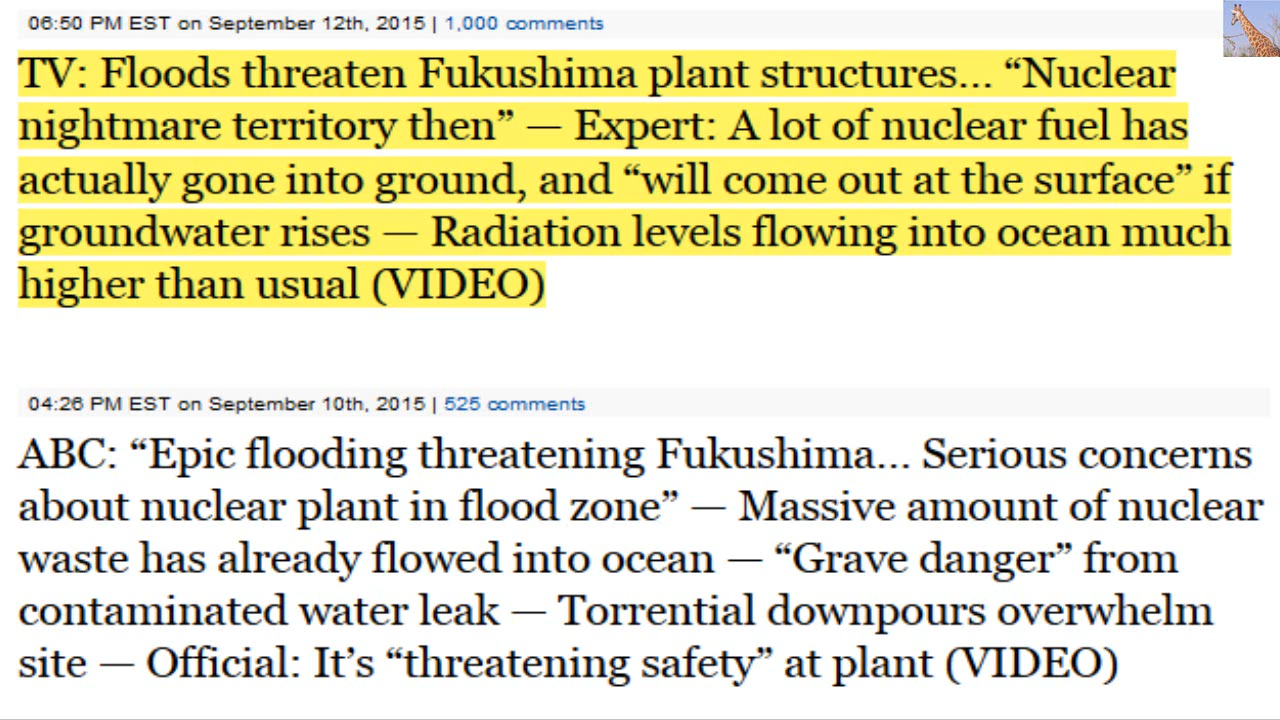 06:50 PM EST on September 12th, 2015 | 1,000 comments
TV: Floods threaten Fukushima plant structures... “Nuclear
nightmare territory then” — Expert: A lot of nuclear fuel has
actually gone into ground, and “will come out at the surface” if
groundwater rises — Radiation levels flowing into ocean much
higher than usual (VIDEO)
04:26 PM EST on September 10th, 2015 | 525 comments
ABC: “Epic flooding threatening Fukushima... Serious concerns
about nuclear plant in flood zone” — Massive amount of nuclear
waste has already flowed into ocean — “Grave danger” from
contaminated water leak — Torrential downpours overwhelm
site — Official: It’s “threatening safety” at plant (VIDEO)